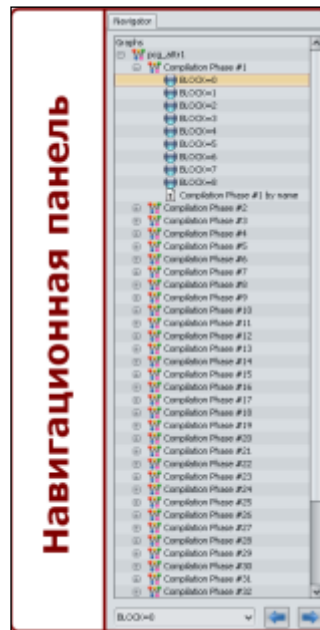 Навигационная панель
Navigator
Graphs
prg_attr1
Compilation Phase #1
BLOCK=0
BLOCK=1
BLOCK=2
BLOCK=3
BLOCK=4
BLOCK=5
BLOCK=6
BLOCK=7
BLOCK=8
Compilation Phase #1 by name
Compilation Phase #2
Compilation Phase #3
Compilation Phase #4
Compilation Phase #5
Compilation Phase #6
Compilation Phase #7
Compilation Phase #8
Compilation Phase #9
Compilation Phase #10
Compilation Phase #11
Compilation Phase #12
Compilation Phase #13
Compilation Phase #14
Compilation Phase #15
Compilation Phase #16
Compilation Phase #17
Compilation Phase #18
Compilation Phase #19
Compilation Phase #20
Compilation Phase #21
Compilation Phase #22
Compilation Phase #23
Compilation Phase #24
Compilation Phase #25
Compilation Phase #26
Compilation Phase #27
Compilation Phase #28
Compilation Phase #29
Compilation Phase #30
Compilation Phase #31
Compilation Phase #32
BLOCK=0